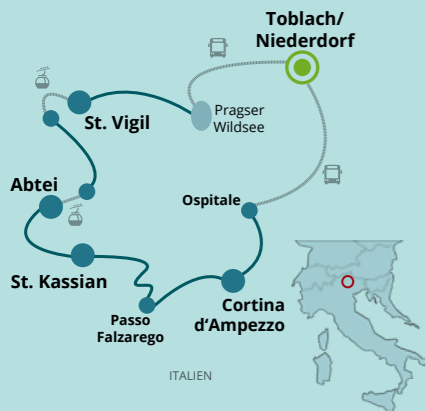 Toblach/
Niederdorf
Pragser
Wildsee
St. Vigil
Abtei
Ospitale
St. Kassian
Cortina
d‘Ampezzo
Passo
Falzarego
ITALIEN